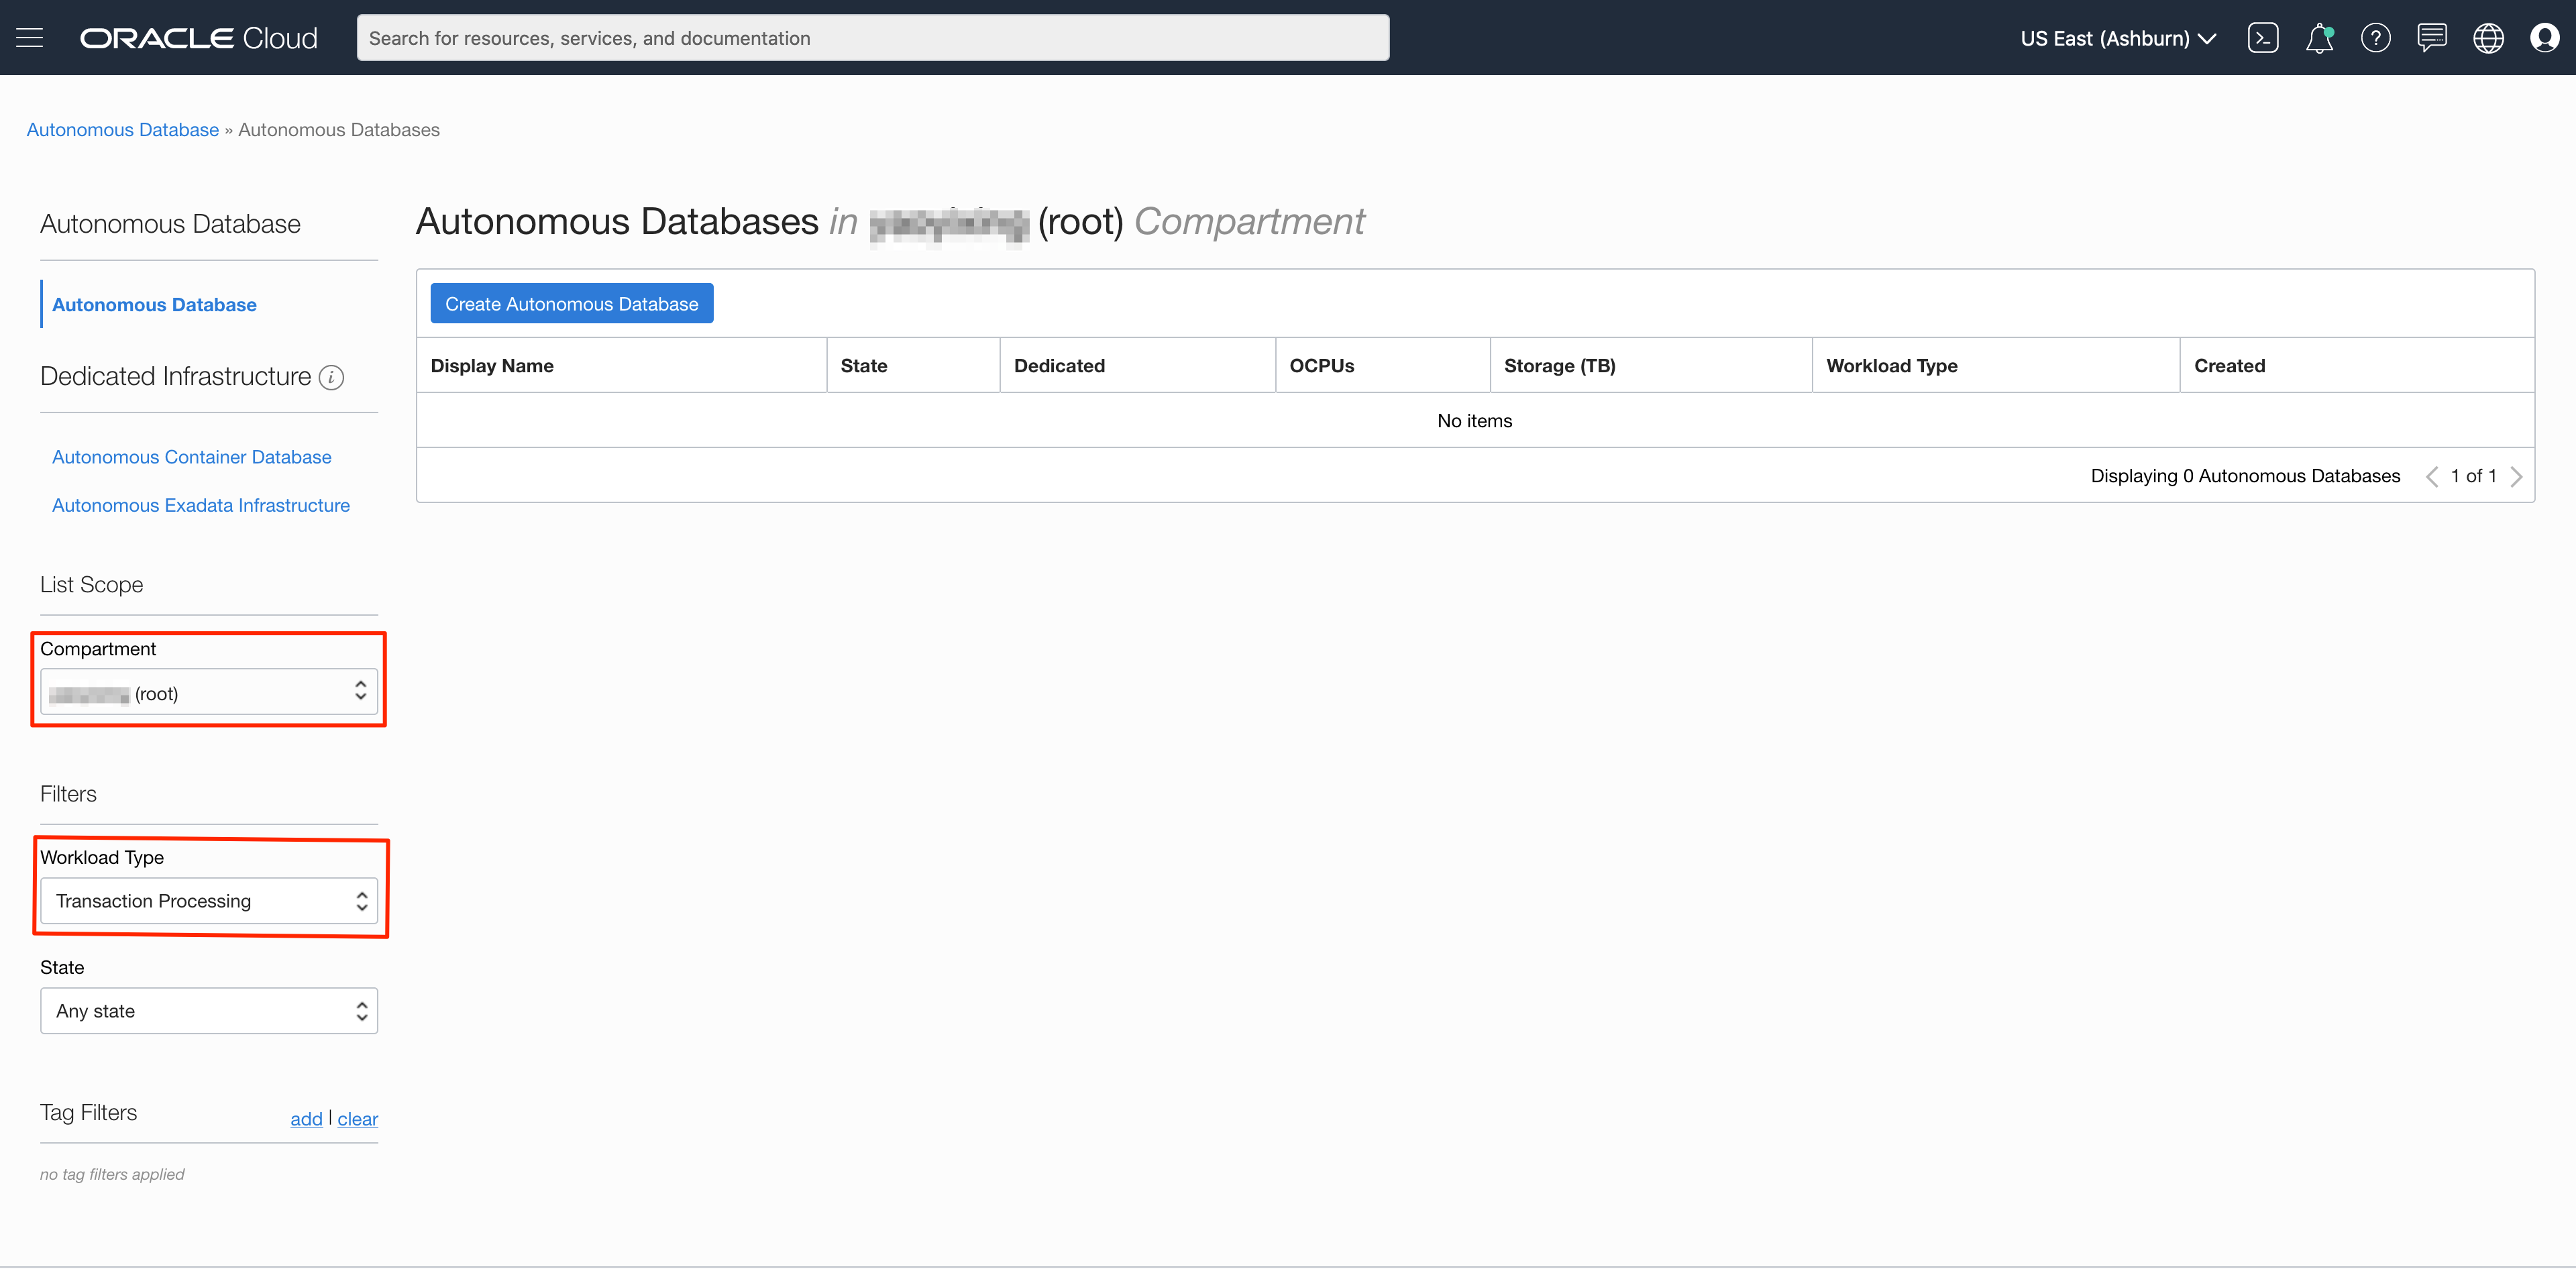 ORACLE Cloud
Search for resources, services, and documentation
US East (Ashburn)
Autonomous Database » Autonomous Databases
Autonomous Database
Autonomous Database
Dedicated Infrastructure i
Autonomous Container Database
Autonomous Exadata Infrastructure
List Scope
Compartment
(root)
Filters
Workload Type
Transaction Processing
State
Any state
Tag Filters
add | clear
no tag filters applied
Autonomous Databases in (root) Compartment
Create Autonomous Database
Display Name State Dedicated OCPUs Storage (TB) Workload Type Created
No items
Displaying 0 Autonomous Databases < 1 of 1 >